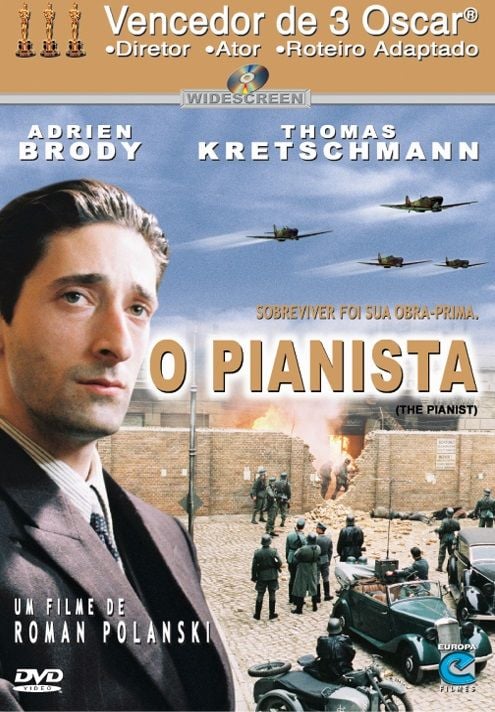 Vencedor de 3 Oscar®
•Diretor •Ator •Roteiro Adaptado
WIDESCREEN
ADRIEN
BRODY
THOMAS
KRETSCHMANN
SOBREVIVER FOI SUA OBRA-PRIMA.
O PIANISTA
(THE PIANIST)
UM FILME DE
ROMAN POLANSKI
DVD
VIDEO
EUROPA
FILMES